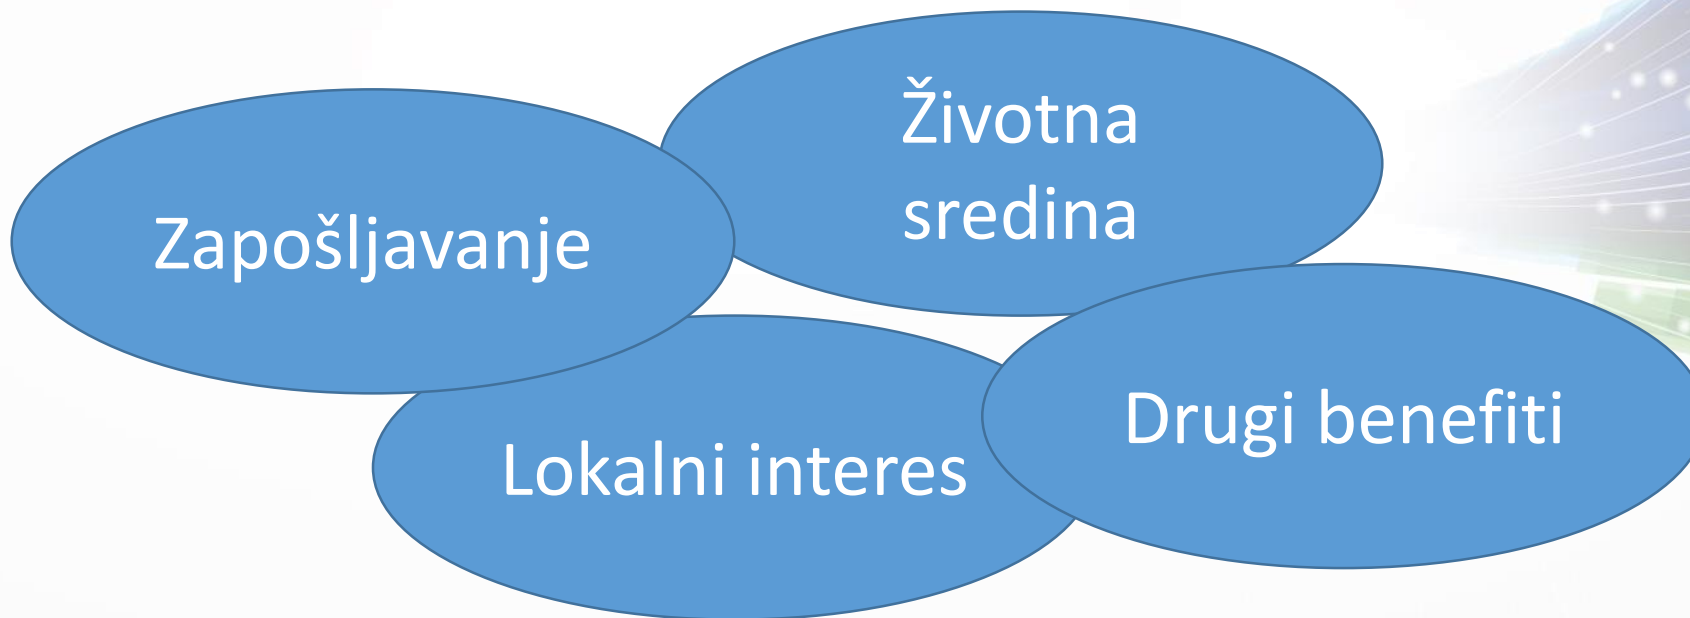 Životna
sredina
Zapošljavanje
Drugi benefiti
Lokalni interes